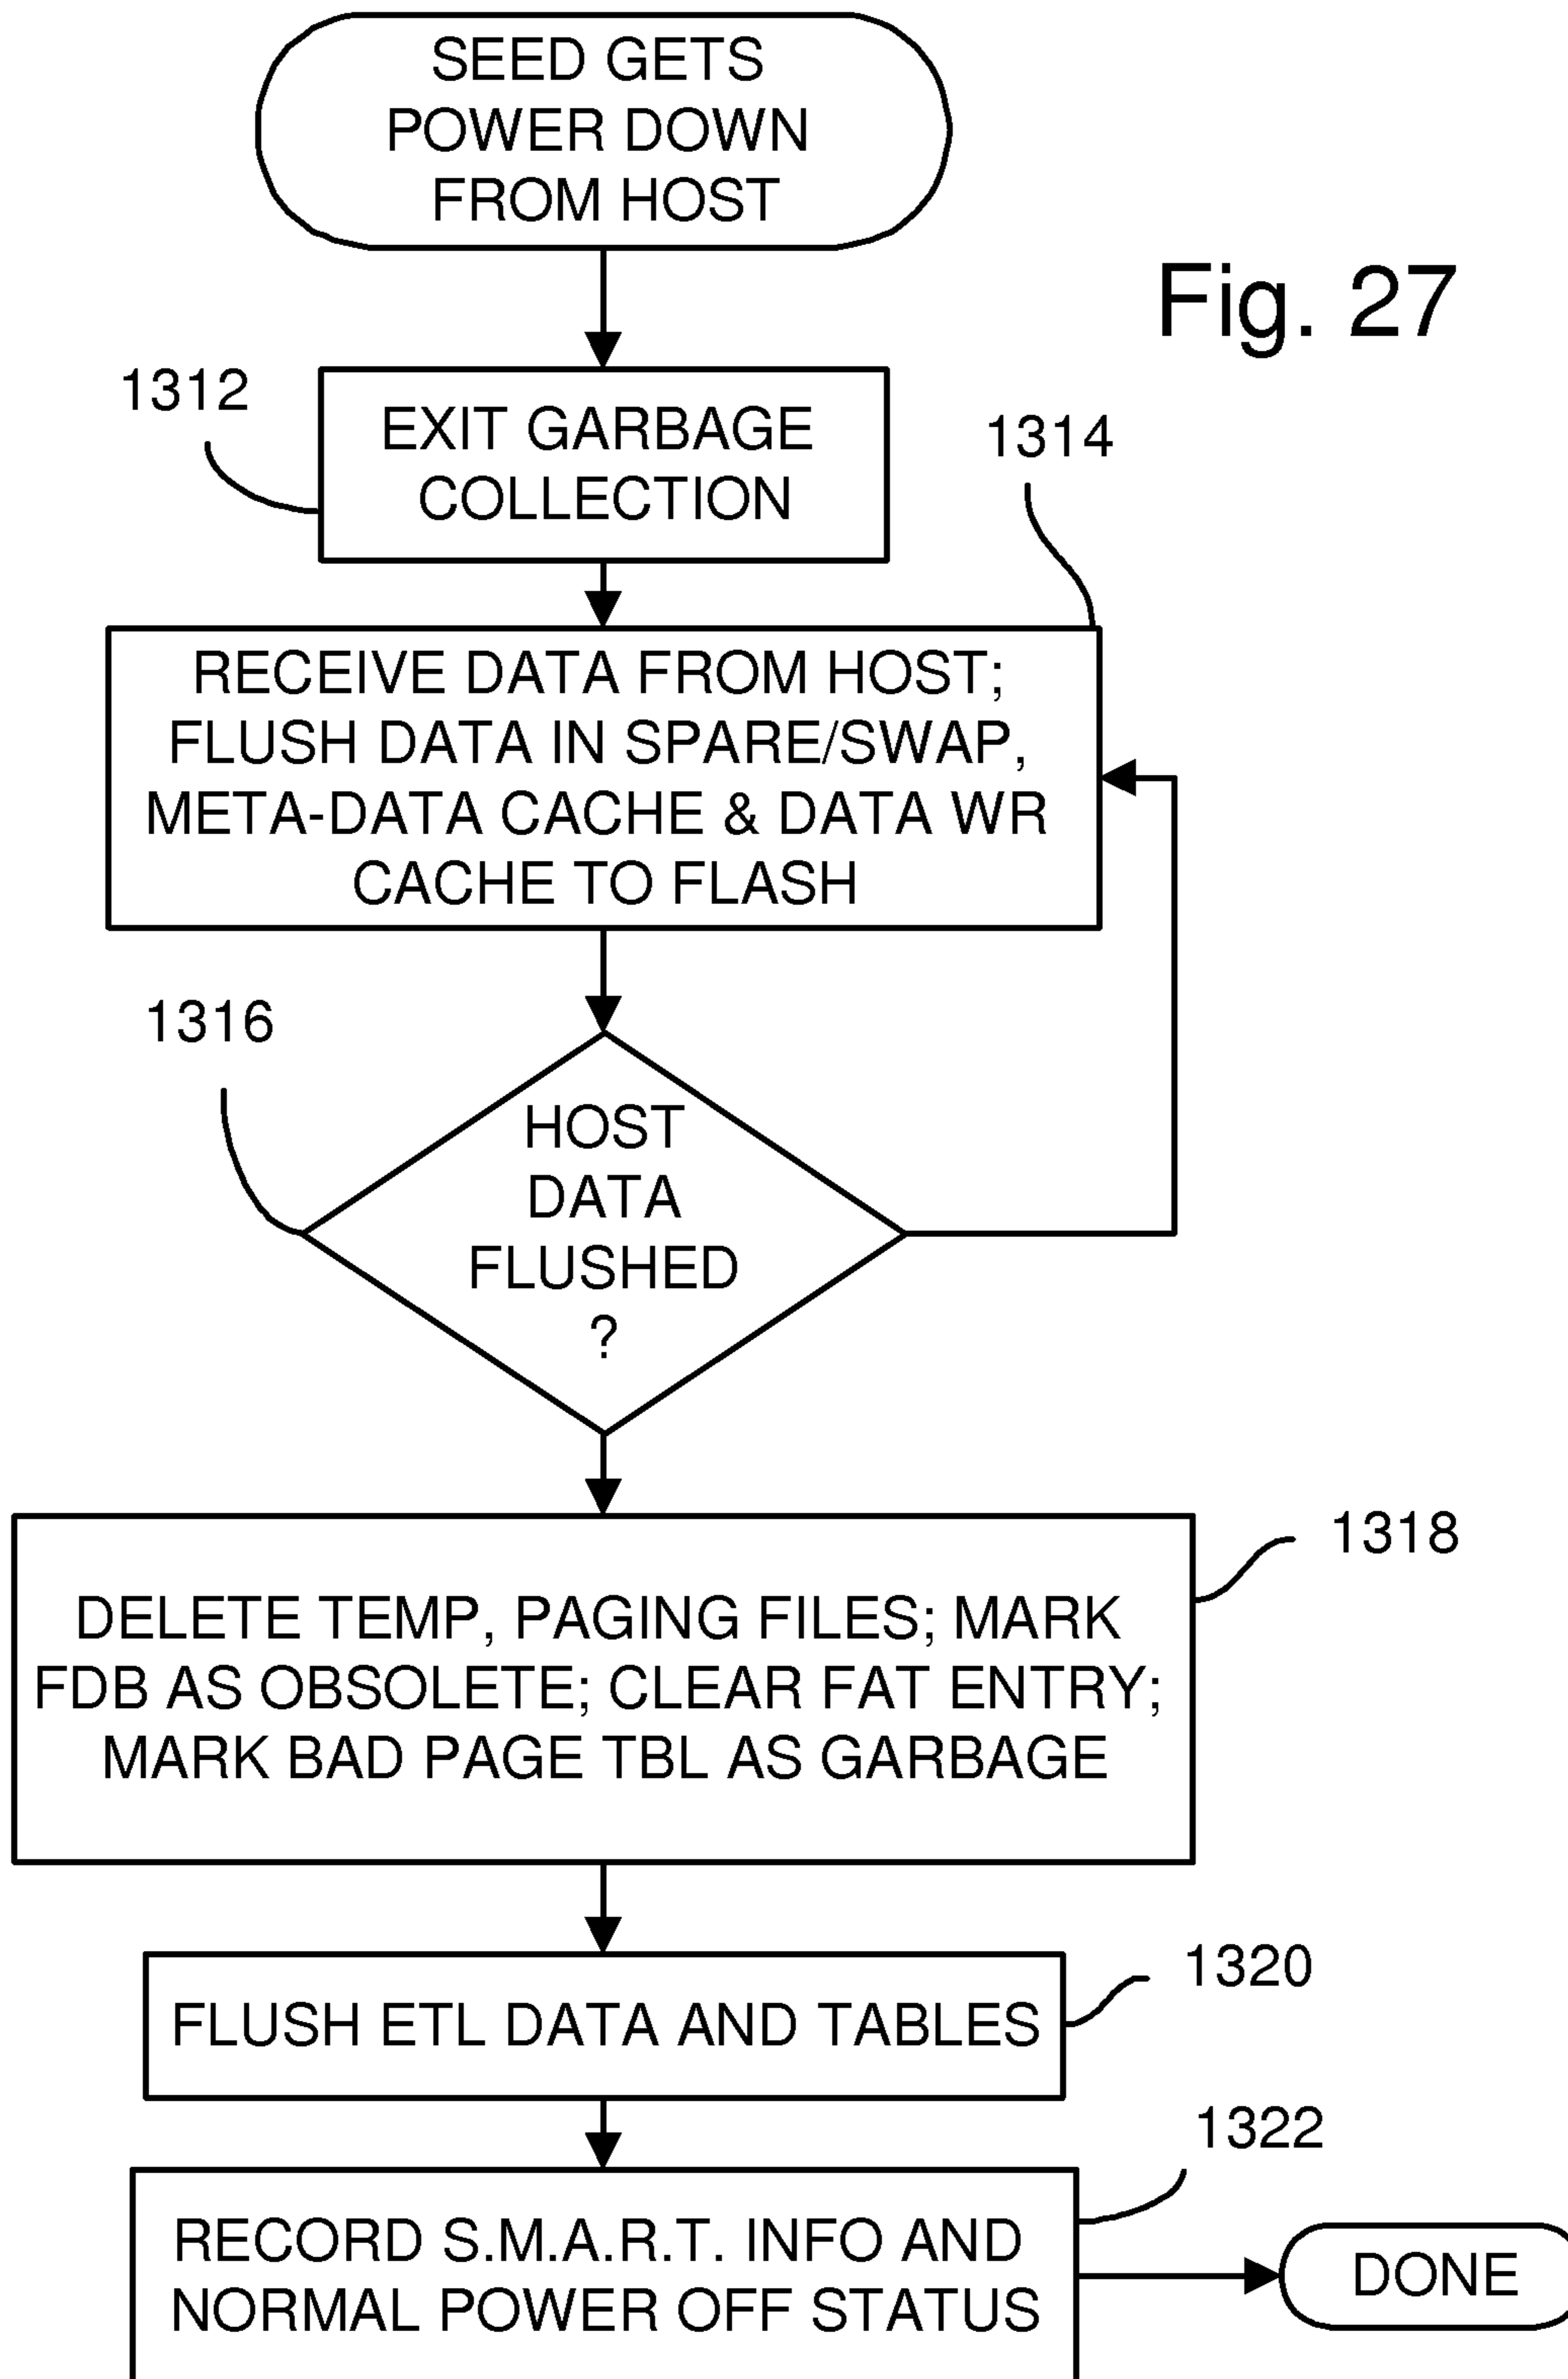 SEED GETS
POWER DOWN
FROM HOST
Fig. 27
1312
EXIT GARBAGE
COLLECTION
1314
RECEIVE DATA FROM HOST;
FLUSH DATA IN SPARE/SWAP,
META-DATA CACHE & DATA WR
CACHE TO FLASH
1316
HOST
DATA
FLUSHED
?
1318
DELETE TEMP, PAGING FILES; MARK
FDB AS OBSOLETE; CLEAR FAT ENTRY;
MARK BAD PAGE TBL AS GARBAGE
1320
FLUSH ETL DATA AND TABLES
1322
RECORD S.M.A.R.T. INFO AND
NORMAL POWER OFF STATUS
DONE